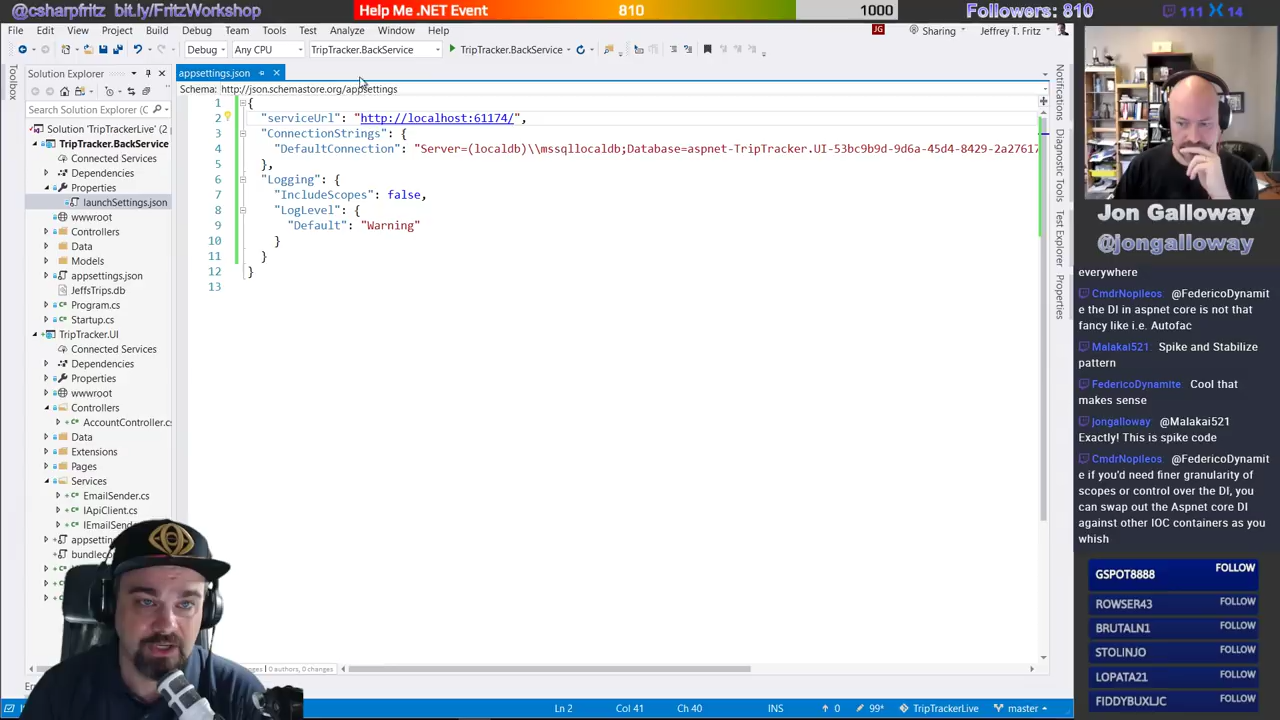 @csharpfritz bit.ly/FritzWorkshop
Help Me .NET Event
810
1000
Followers: 810
111
14
File Edit View Project Build Debug Team Tools Test Analyze Window Help
JG
Sharing
Jeffrey T. Fritz
Debug
Any CPU
TripTracker.BackService
TripTracker.BackService
Toolbox
Solution Explorer
Search Solution Explorer
Solution 'TripTrackerLive'
TripTracker.BackService
Connected Services
Dependencies
Properties
launchSettings.json
wwwroot
Controllers
Data
Models
appsettings.json
JeffsTrips.db
Program.cs
Startup.cs
TripTracker.UI
Connected Services
Dependencies
Properties
wwwroot
Controllers
AccountController.cs
Data
Extensions
Pages
Services
EmailSender.cs
IApiClient.cs
IEmailSende
appsettin
bundleco
appsettings.json
Schema: http://json.schemastore.org/appsettings
1 {
2 "serviceUrl": "http://localhost:61174/",
3 "ConnectionStrings": {
4 "DefaultConnection": "Server=(localdb)\\mssqllocaldb;Database=aspnet-TripTracker.UI-53bc9b9d-9d6a-45d4-8429-2a27617
5 },
6 "Logging": {
7 "IncludeScopes": false,
8 "LogLevel": {
9 "Default": "Warning"
10 }
11 }
12 }
13
0 authors, 0 changes
Ln 2
Col 41
Ch 40
INS
0
99*
TripTrackerLive
master
Notifications
Diagnostic Tools
Test Explorer
Properties
Jon Galloway
@jongalloway
everywhere
CmdrNopileos: @FedericoDynamit
e the DI in aspnet core is not that
fancy like i.e. Autofac
Malakai521: Spike and Stabilize
pattern
FedericoDynamite Cool that
makes sense
jongalloway @Malakai521
Exactly! This is spike code
CmdrNopileos: @FedericoDynamit
e if you'd need finer granularity of
scopes or control over the DI, you
can swap out the Aspnet core DI
against other IOC containers as you
whish
GSPOT8888 FOLLOW
ROWSER43 FOLLOW
BRUTALN1 FOLLOW
STOLINJO FOLLOW
LOPATA21 FOLLOW
FIDDYBUXLJC FOLLOW